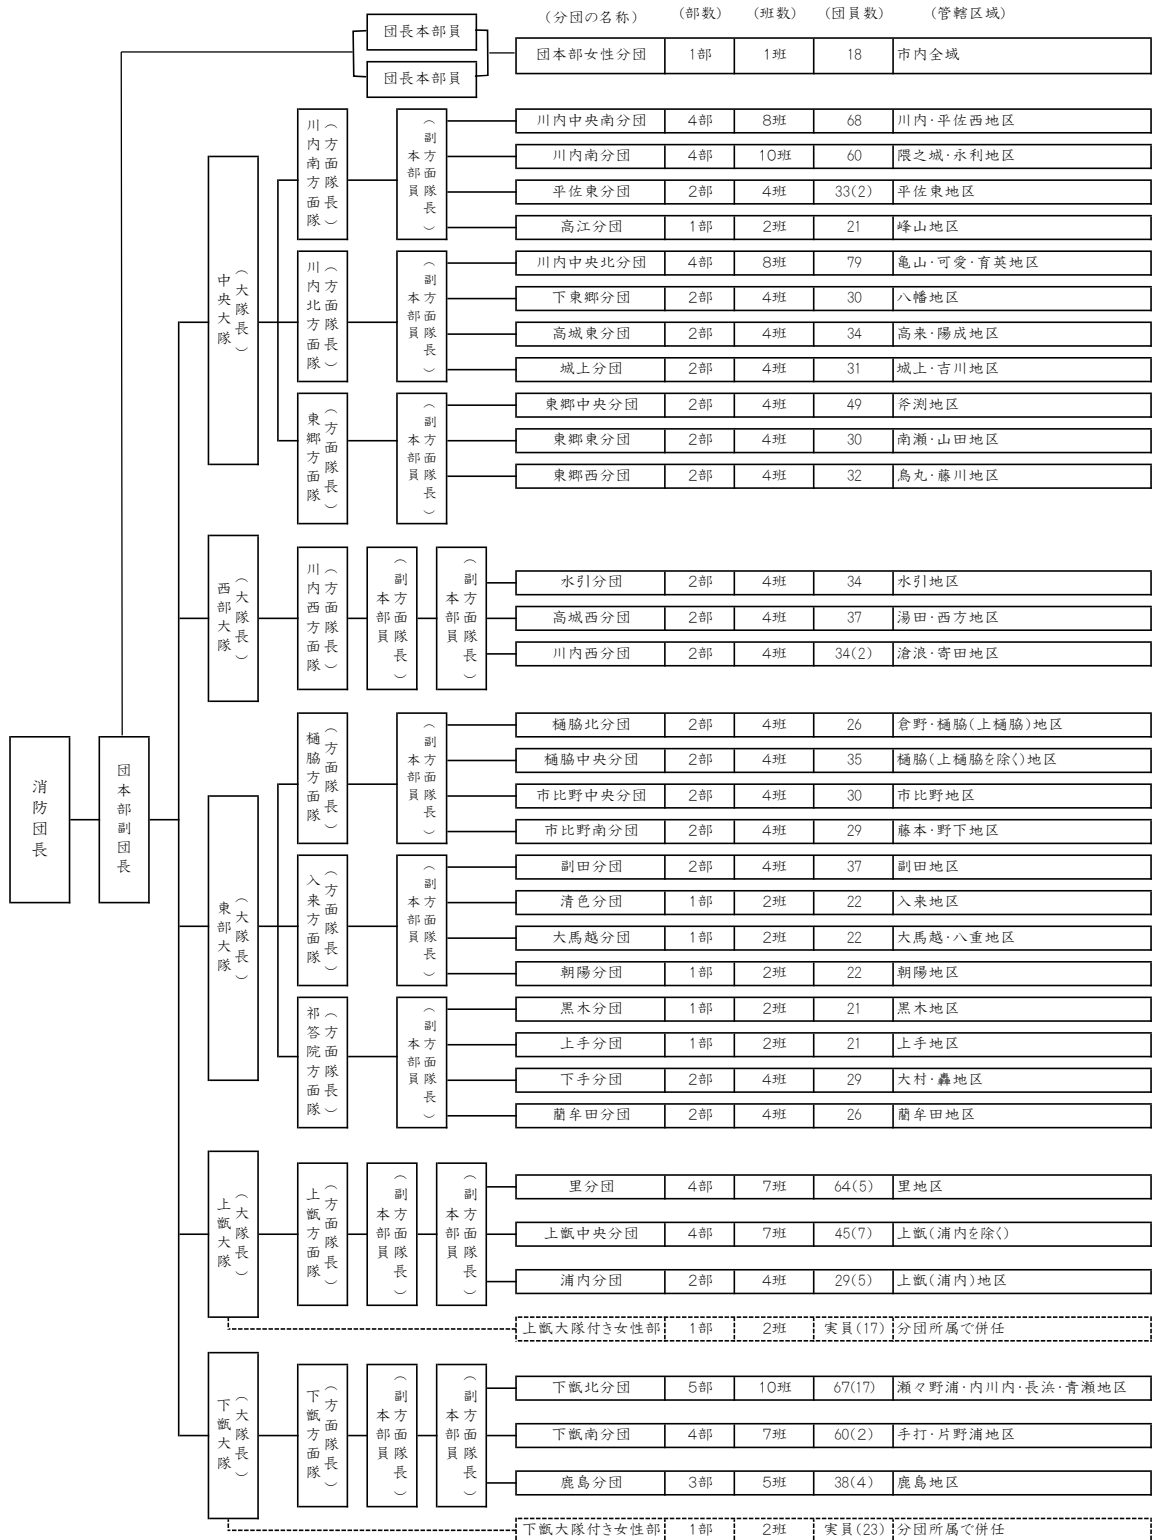 (分団の名称) (部数) (班数) (団員数) (管轄区域)
団長本部員
団長本部員
団本部女性分団 1部 1班 18 市内全域
消防団長
団本部副団長
中央大隊(大隊長)
川内南方面隊(方面隊長)
本部員(副方面隊長)
川内中央南分団 4部 8班 68 川内・平佐西地区
川内南分団 4部 10班 60 隈之城・永利地区
平佐東分団 2部 4班 33(2) 平佐東地区
高江分団 1部 2班 21 峰山地区
川内北方面隊(方面隊長)
本部員(副方面隊長)
川内中央北分団 4部 8班 79 亀山・可愛・育英地区
下東郷分団 2部 4班 30 八幡地区
高城東分団 2部 4班 34 高来・陽成地区
城上分団 2部 4班 31 城上・吉川地区
東郷方面隊(方面隊長)
本部員(副方面隊長)
東郷中央分団 2部 4班 49 斧渕地区
東郷東分団 2部 4班 30 南瀬・山田地区
東郷西分団 2部 4班 32 鳥丸・藤川地区
西部大隊(大隊長)
川内西方面隊(方面隊長)
本部員(副方面隊長)
本部員(副方面隊長)
水引分団 2部 4班 34 水引地区
高城西分団 2部 4班 37 湯田・西方地区
川内西分団 2部 4班 34(2) 滄浪・寄田地区
東部大隊(大隊長)
樋脇方面隊(方面隊長)
本部員(副方面隊長)
樋脇北分団 2部 4班 26 倉野・樋脇(上樋脇)地区
樋脇中央分団 2部 4班 35 樋脇(上樋脇を除く)地区
市比野中央分団 2部 4班 30 市比野地区
市比野南分団 2部 4班 29 藤本・野下地区
入来方面隊(方面隊長)
本部員(副方面隊長)
副田分団 2部 4班 37 副田地区
清色分団 1部 2班 22 入来地区
大馬越分団 1部 2班 22 大馬越・八重地区
朝陽分団 1部 2班 22 朝陽地区
祁答院方面隊(方面隊長)
本部員(副方面隊長)
黒木分団 1部 2班 21 黒木地区
上手分団 1部 2班 21 上手地区
下手分団 2部 4班 29 大村・轟地区
藺牟田分団 2部 4班 26 藺牟田地区
上甑大隊(大隊長)
上甑方面隊(方面隊長)
本部員(副方面隊長)
本部員(副方面隊長)
里分団 4部 7班 64(5) 里地区
上甑中央分団 4部 7班 45(7) 上甑(浦内を除く)
浦内分団 2部 4班 29(5) 上甑(浦内)地区
上甑大隊付き女性部 1部 2班 実員(17) 分団所属で併任
下甑大隊(大隊長)
下甑方面隊(方面隊長)
本部員(副方面隊長)
本部員(副方面隊長)
下甑北分団 5部 10班 67(17) 瀬々野浦・内川内・長浜・青瀬地区
下甑南分団 4部 7班 60(2) 手打・片野浦地区
鹿島分団 3部 5班 38(4) 鹿島地区
下甑大隊付き女性部 1部 2班 実員(23) 分団所属で併任